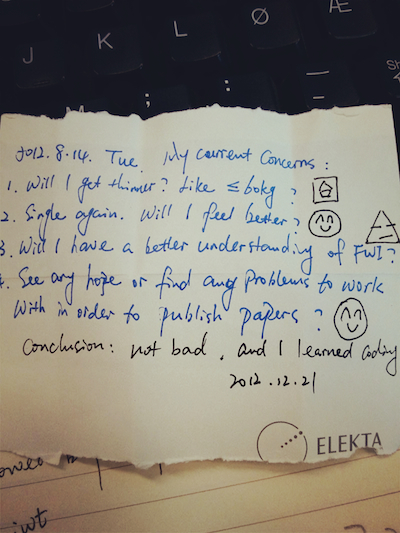 J
K
L
Ø
Æ
;
:
2012.8.14. Tue. My current concerns:
1. Will I get thinner? Like ≤60kg?
2. Single again. Will I feel better?
3. Will I have a better understanding of FWI?
4. See any hope or find any problems to work
with in order to publish papers?
Conclusion: not bad, and I learned coding
2012.12.21
ELEKTA